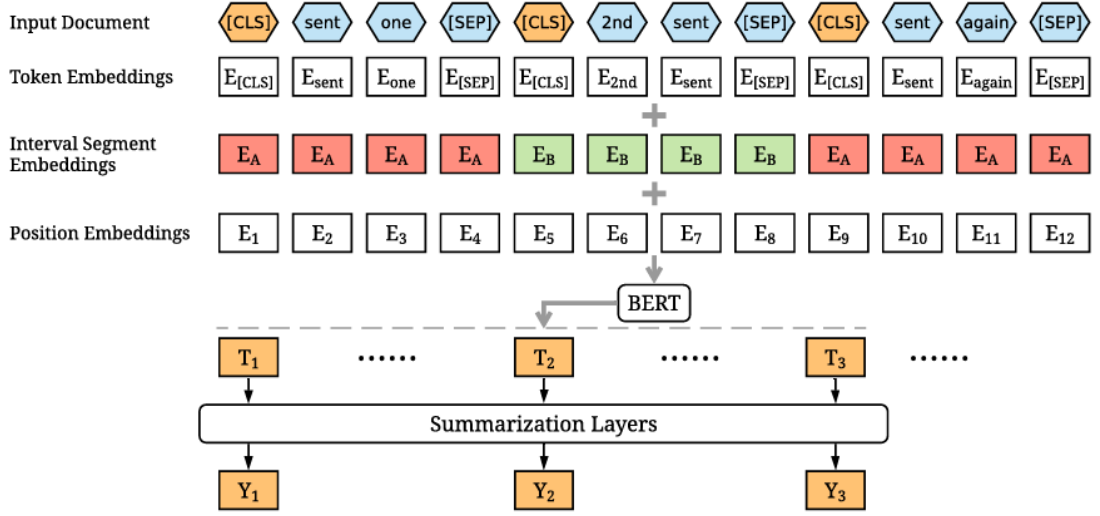 Input Document [CLS] sent one [SEP] [CLS] 2nd sent [SEP] [CLS] sent again [SEP]
Token Embeddings E[CLS] Esent Eone E[SEP] E[CLS] E2nd Esent E[SEP] E[CLS] Esent Eagain E[SEP]
+
Interval Segment
Embeddings EA EA EA EA EB EB EB EB EA EA EA EA
+
Position Embeddings E1 E2 E3 E4 E5 E6 E7 E8 E9 E10 E11 E12
BERT
T1 ...... T2 ...... T3 ......
Summarization Layers
Y1 Y2 Y3